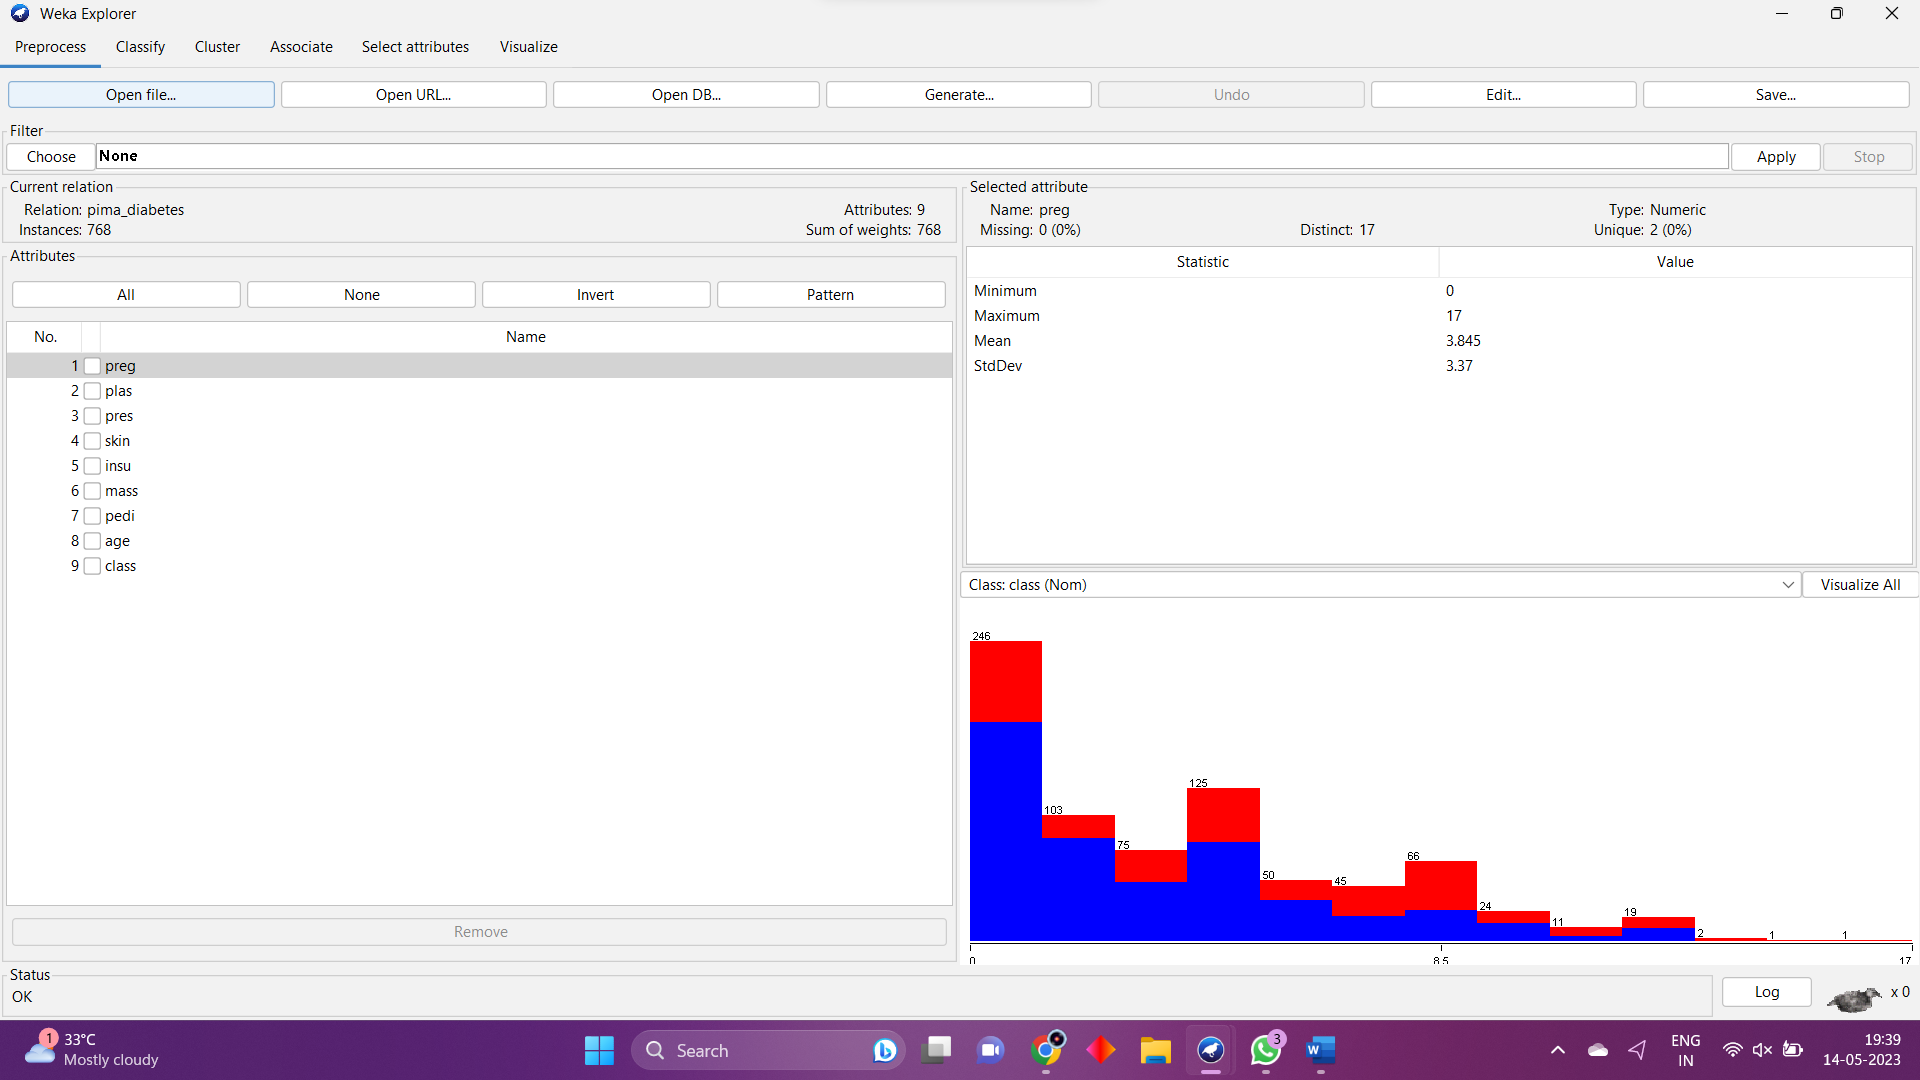 Weka Explorer
Preprocess Classify Cluster Associate Select attributes Visualize
Open file... Open URL... Open DB... Generate... Undo Edit... Save...
Filter
Choose None Apply Stop
Current relation
Relation: pima_diabetes Attributes: 9
Instances: 768 Sum of weights: 768
Selected attribute
Name: preg Type: Numeric
Missing: 0 (0%) Distinct: 17 Unique: 2 (0%)
Statistic Value
Minimum 0
Maximum 17
Mean 3.845
StdDev 3.37
Attributes
All None Invert Pattern
No. Name
1 preg
2 plas
3 pres
4 skin
5 insu
6 mass
7 pedi
8 age
9 class
Remove
Class: class (Nom) Visualize All
246
103
75
125
50
45
66
24
11
19
2
1
1
0 8.5 17
Status
OK
Log x 0
1
33°C
Mostly cloudy
Search
3
ENG
IN
19:39
14-05-2023